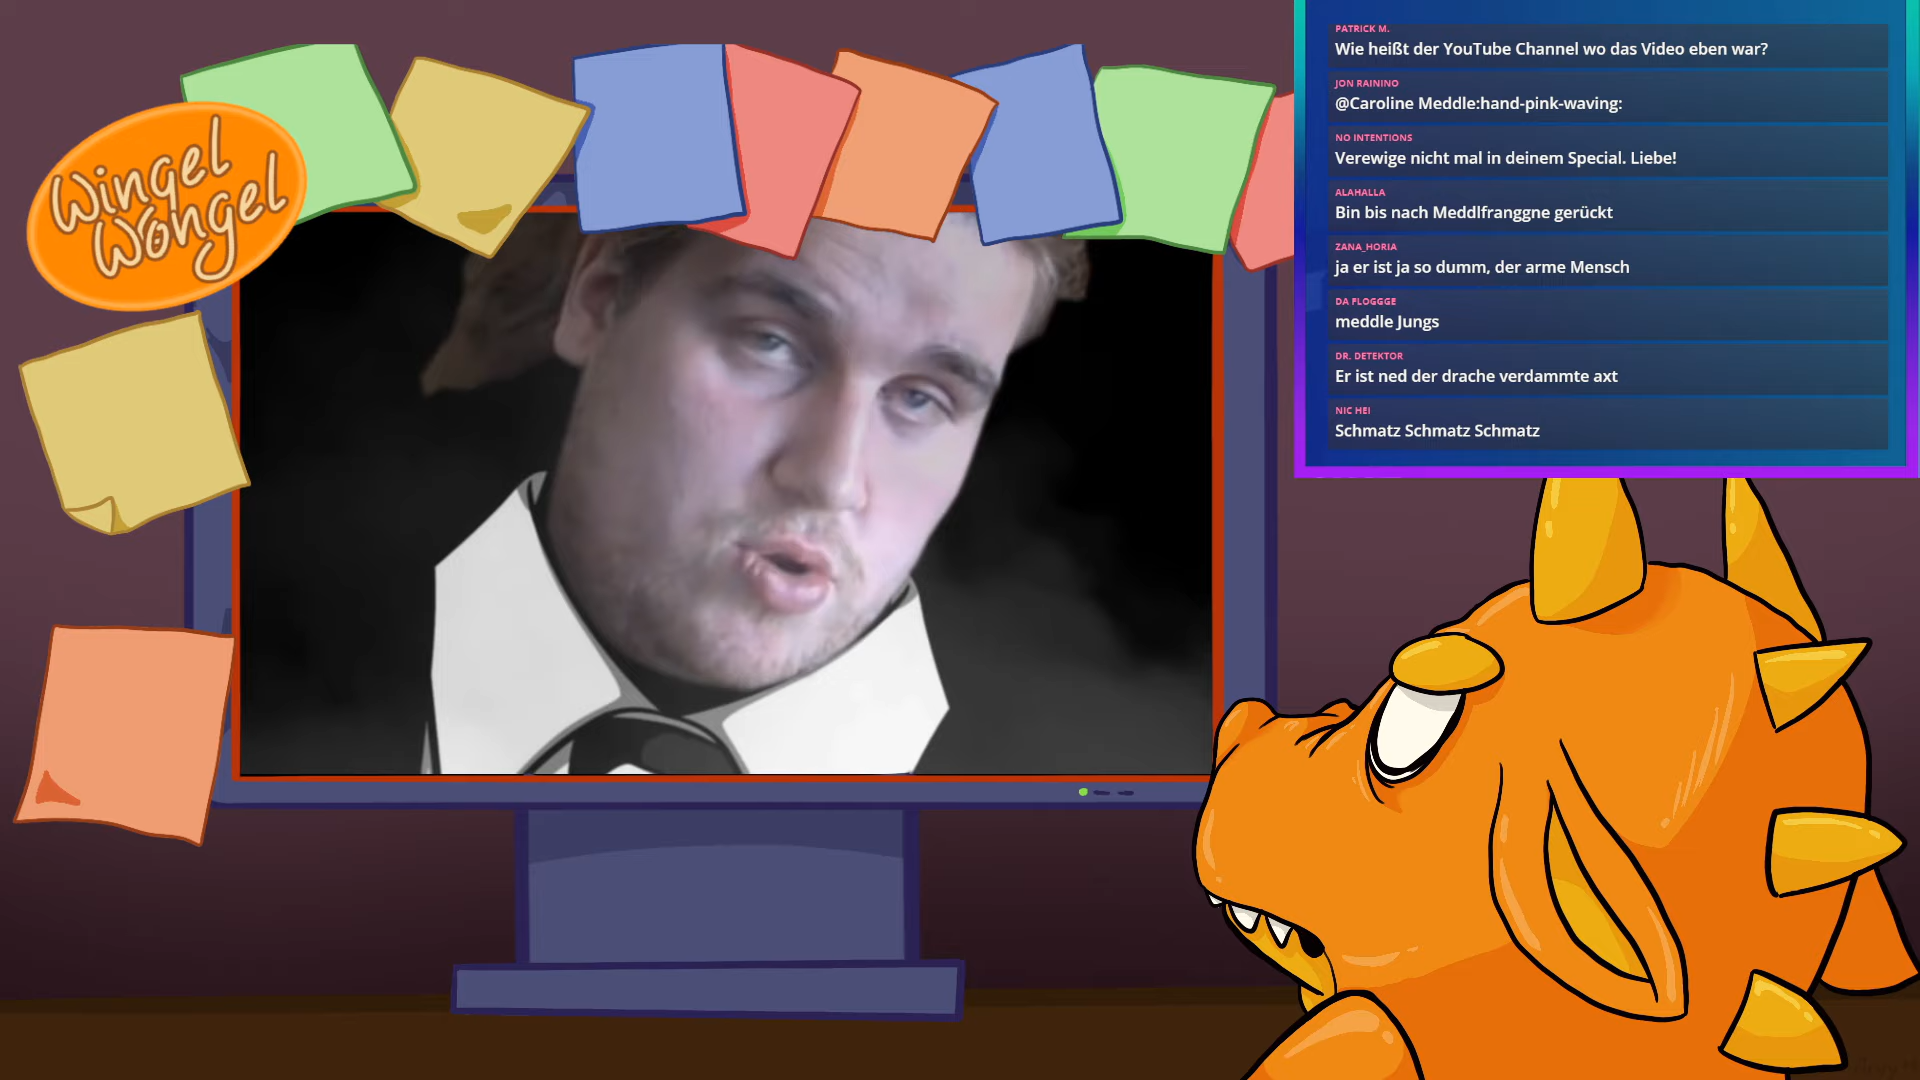 Wingel
Wongel
PATRICK M.
Wie heißt der YouTube Channel wo das Video eben war?
JON RAININO
@Caroline Meddle:hand-pink-waving:
NO INTENTIONS
Verewige nicht mal in deinem Special. Liebe!
ALAHALLA
Bin bis nach Meddlfranggne gerückt
ZANA_HORIA
ja er ist ja so dumm, der arme Mensch
DA FLOGGGE
meddle Jungs
DR. DETEKTOR
Er ist ned der drache verdammte axt
NIC HEI
Schmatz Schmatz Schmatz